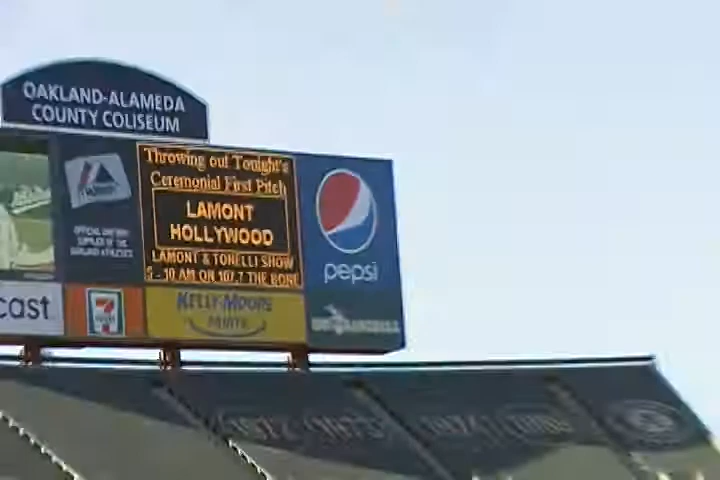 OAKLAND-ALAMEDA
COUNTY COLISEUM
Throwing out Tonight's
Ceremonial First Pitch
LAMONT
HOLLYWOOD
LAMONT & TONELLI SHOW
5 - 10 AM ON 107.7 THE BONE
pepsi
cast
7
KELLY-MOORE
PAINTS